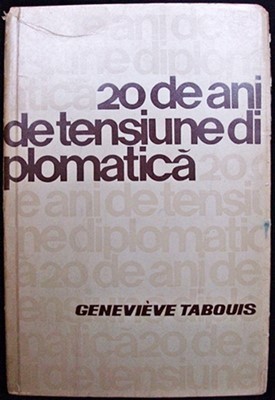 20 de ani
de tensiune di
plomatică
GENEVIÈVE TABOUIS